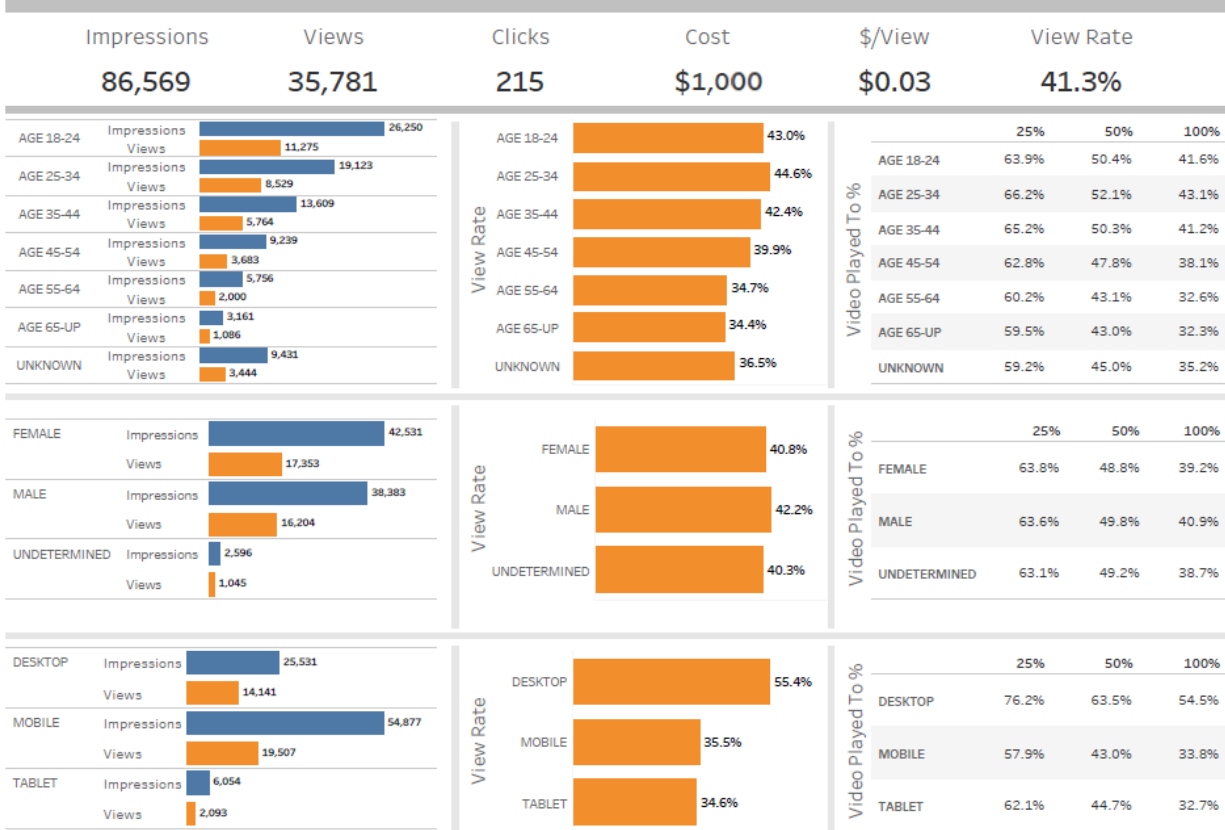 Impressions Views Clicks Cost $/View View Rate
86,569 35,781 215 $1,000 $0.03 41.3%
AGE 18-24 Impressions 26,250
Views 11,275
AGE 25-34 Impressions 19,123
Views 8,529
AGE 35-44 Impressions 13,609
Views 5,764
AGE 45-54 Impressions 9,239
Views 3,683
AGE 55-64 Impressions 5,756
Views 2,000
AGE 65-UP Impressions 3,161
Views 1,086
UNKNOWN Impressions 9,431
Views 3,444
View Rate
AGE 18-24 43.0%
AGE 25-34 44.6%
AGE 35-44 42.4%
AGE 45-54 39.9%
AGE 55-64 34.7%
AGE 65-UP 34.4%
UNKNOWN 36.5%
Video Played To %
25% 50% 100%
AGE 18-24 63.9% 50.4% 41.6%
AGE 25-34 66.2% 52.1% 43.1%
AGE 35-44 65.2% 50.3% 41.2%
AGE 45-54 62.8% 47.8% 38.1%
AGE 55-64 60.2% 43.1% 32.6%
AGE 65-UP 59.5% 43.0% 32.3%
UNKNOWN 59.2% 45.0% 35.2%
FEMALE Impressions 42,531
Views 17,353
MALE Impressions 38,383
Views 16,204
UNDETERMINED Impressions 2,596
Views 1,045
View Rate
FEMALE 40.8%
MALE 42.2%
UNDETERMINED 40.3%
Video Played To %
25% 50% 100%
FEMALE 63.8% 48.8% 39.2%
MALE 63.6% 49.8% 40.9%
UNDETERMINED 63.1% 49.2% 38.7%
DESKTOP Impressions 25,531
Views 14,141
MOBILE Impressions 54,877
Views 19,507
TABLET Impressions 6,054
Views 2,093
View Rate
DESKTOP 55.4%
MOBILE 35.5%
TABLET 34.6%
Video Played To %
25% 50% 100%
DESKTOP 76.2% 63.5% 54.5%
MOBILE 57.9% 43.0% 33.8%
TABLET 62.1% 44.7% 32.7%